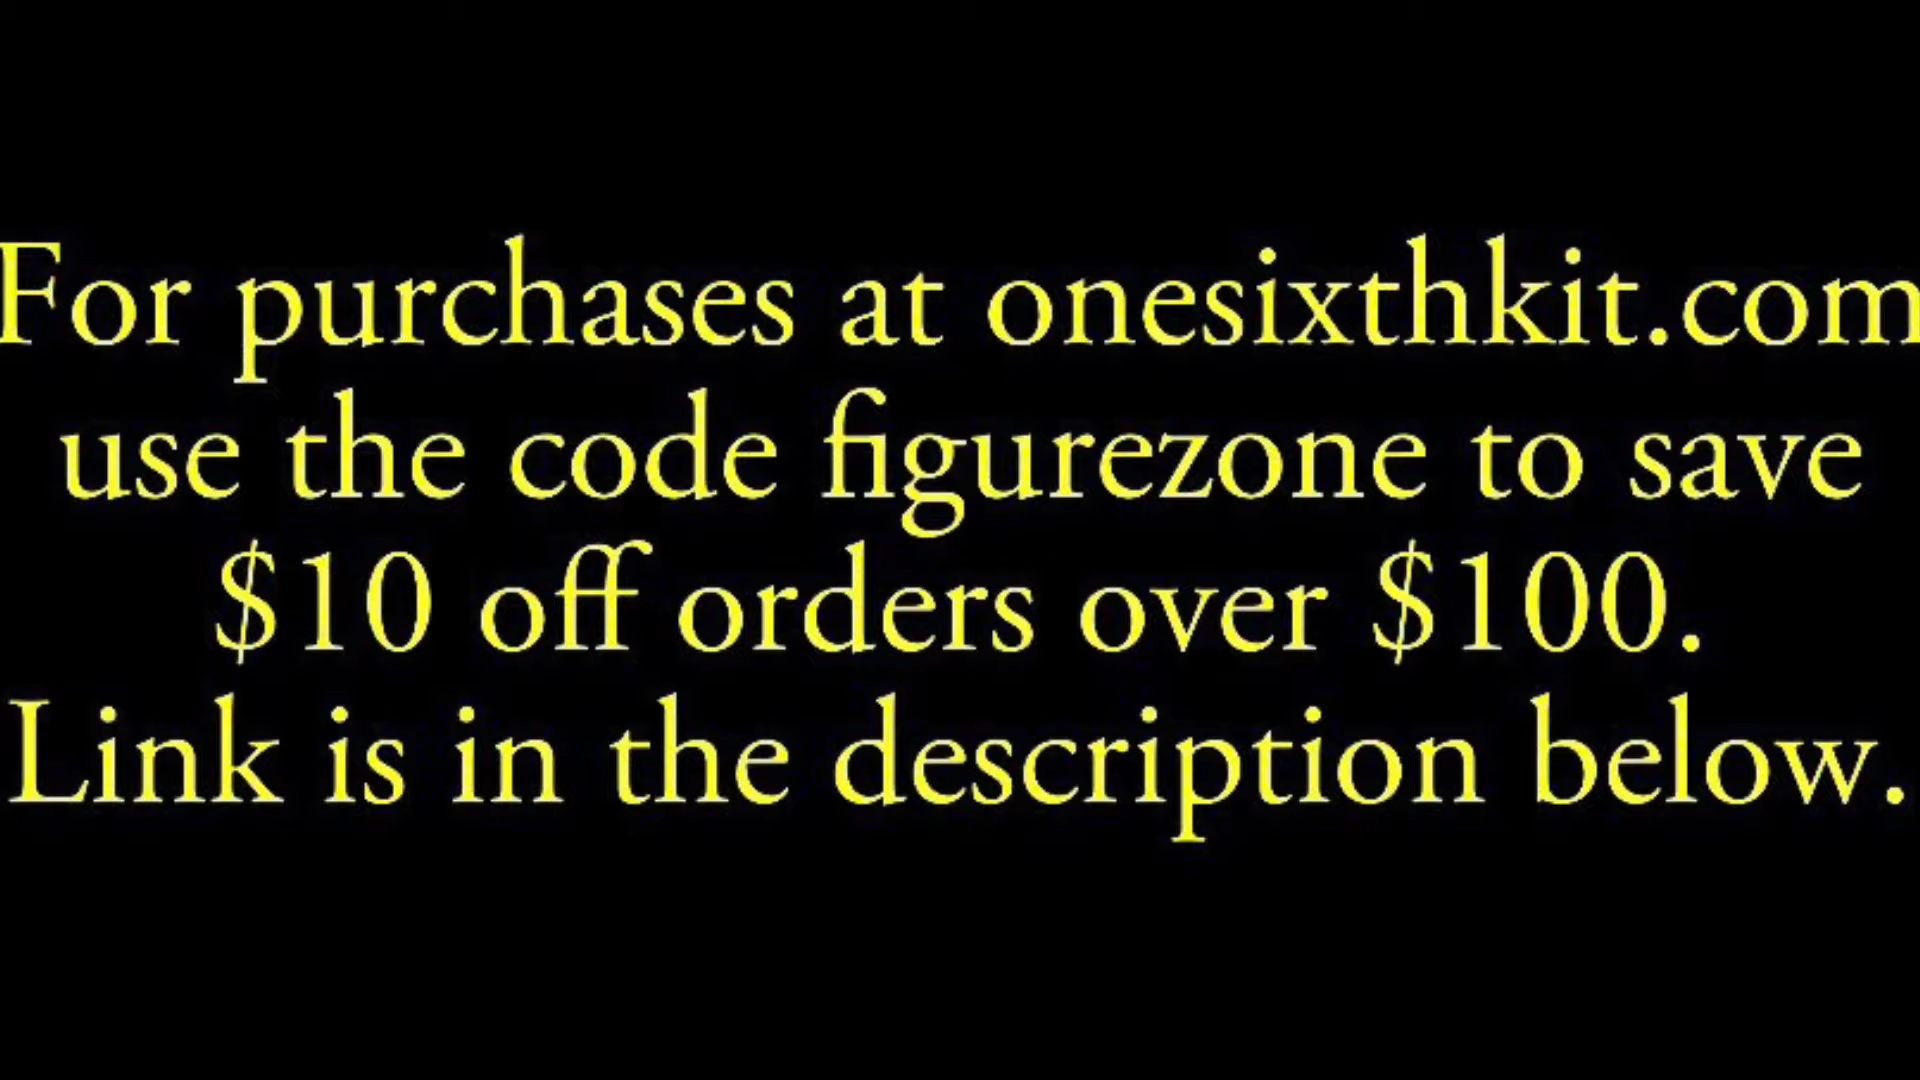 For purchases at onesixthkit.com
use the code figurezone to save
$10 off orders over $100.
Link is in the description below.